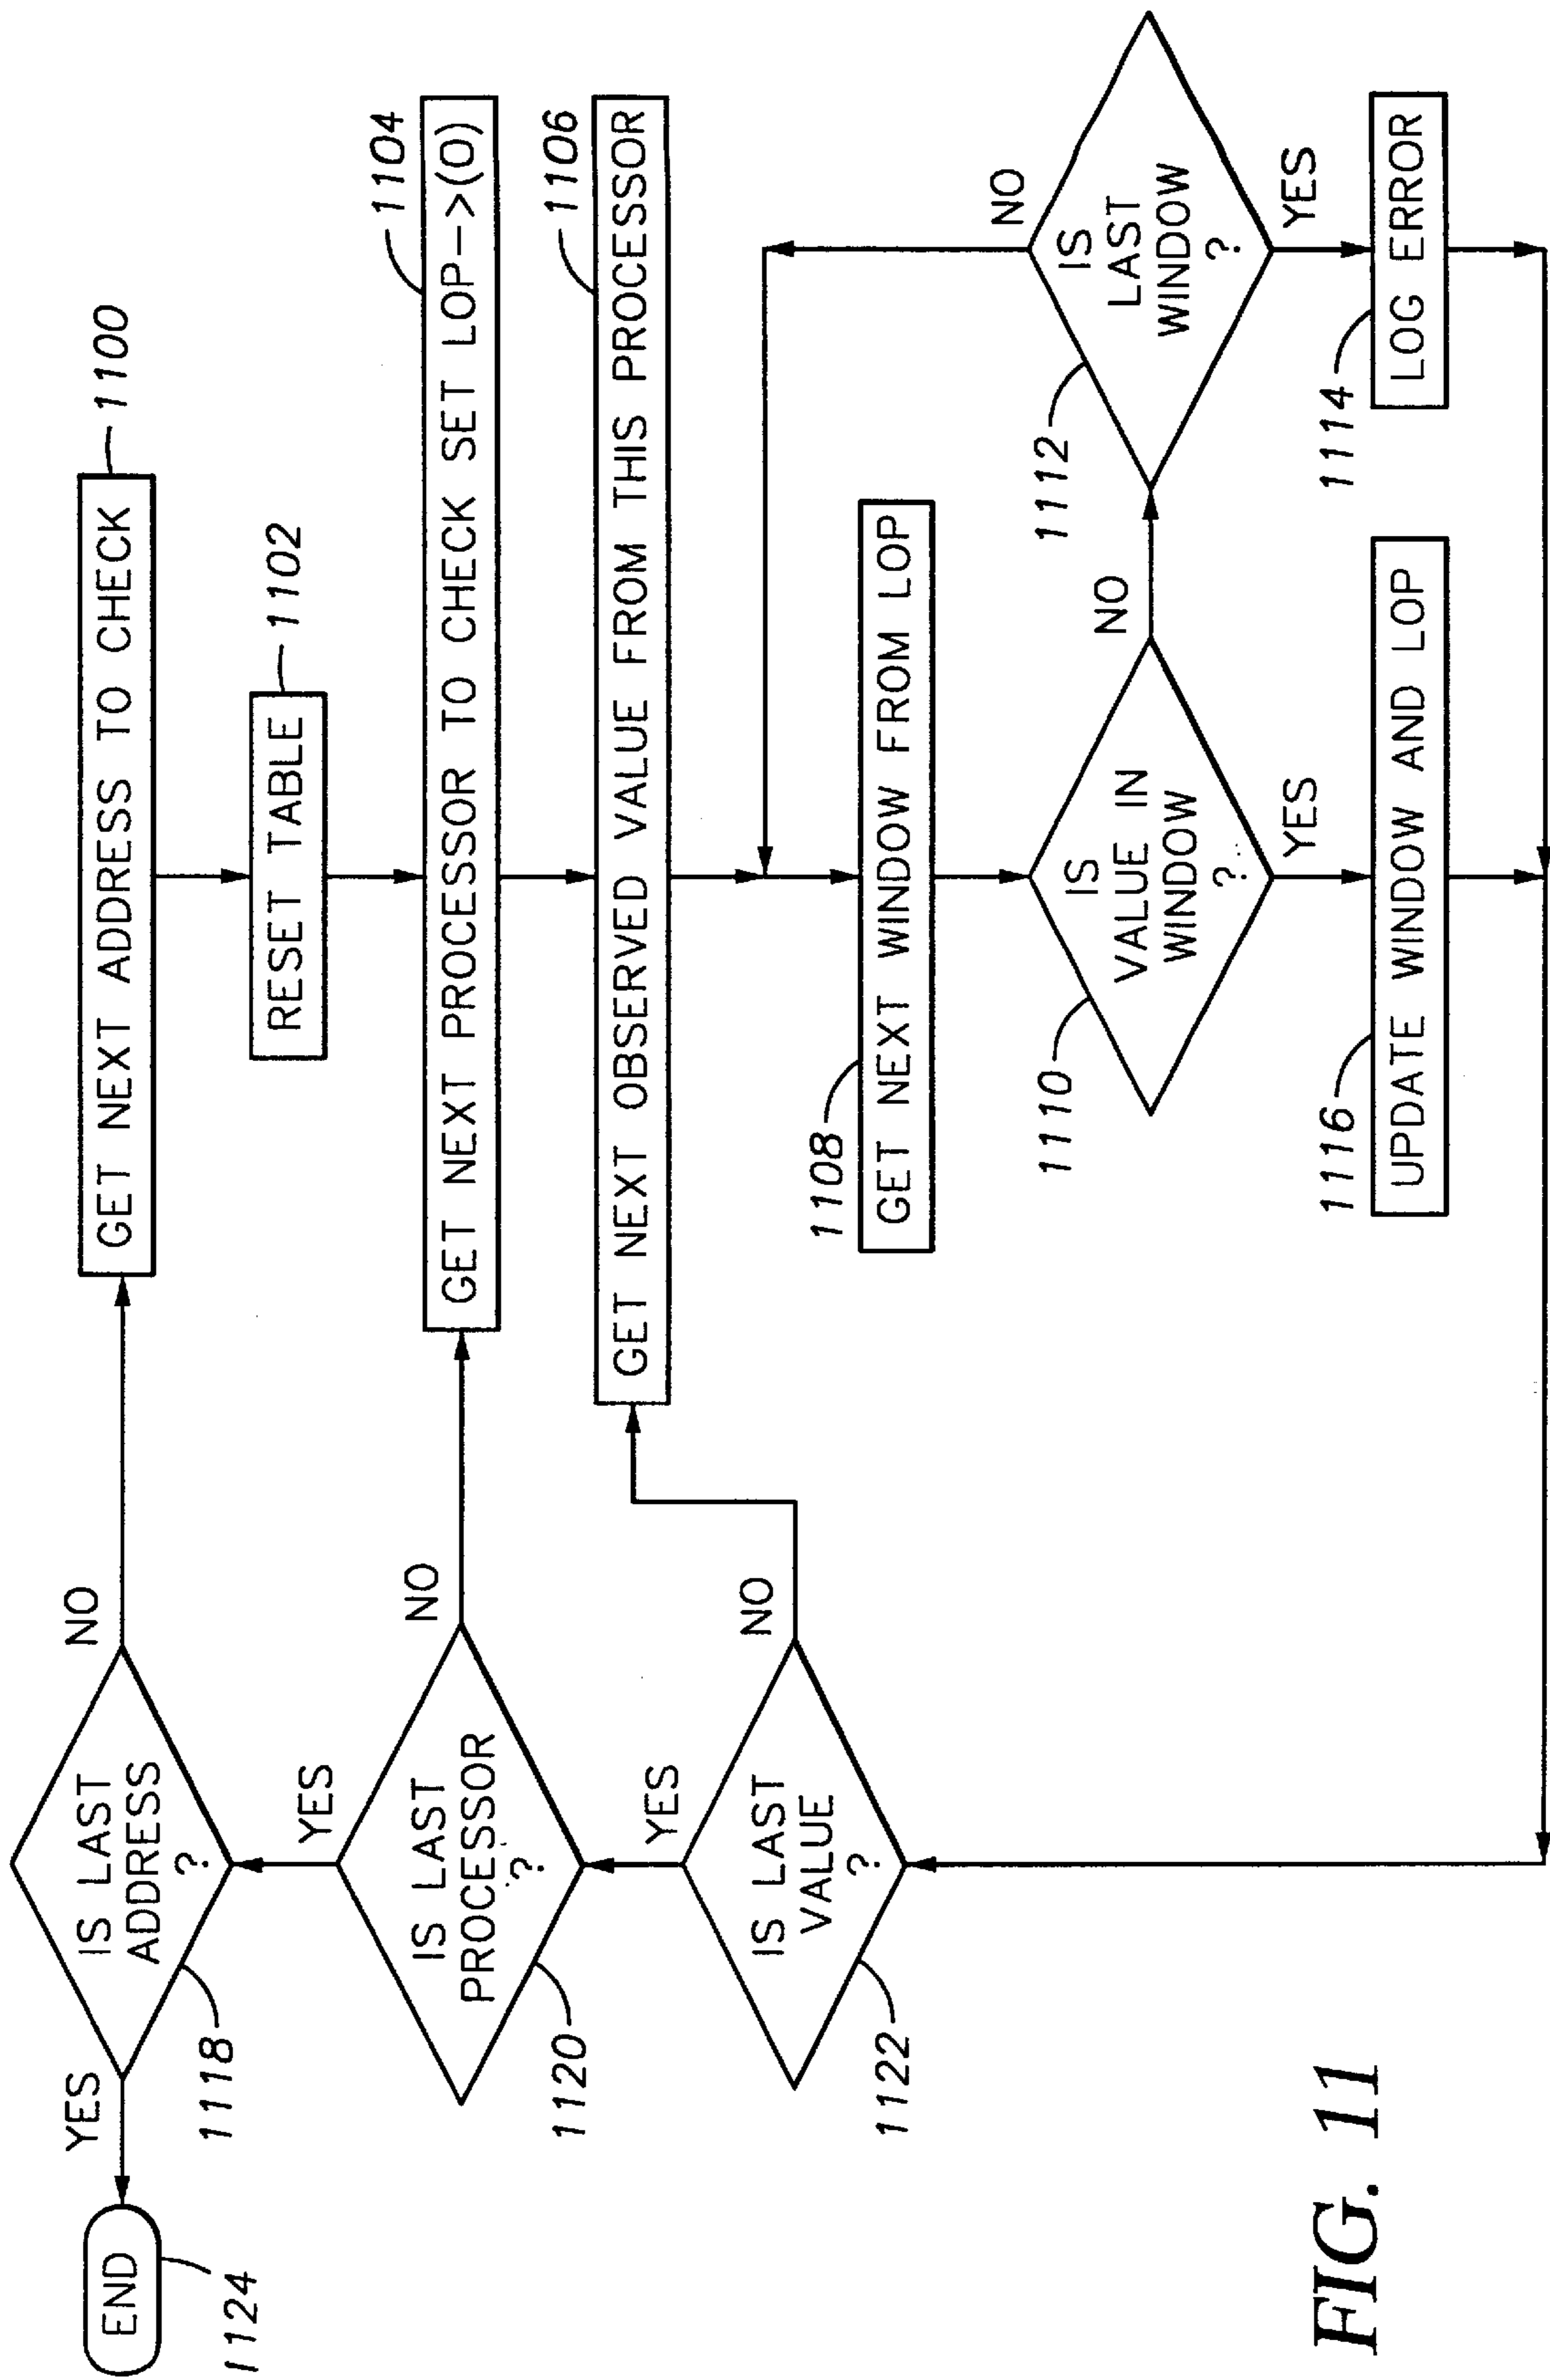 YES
END
1124
IS LAST
ADDRESS
?
1118
NO
GET NEXT ADDRESS TO CHECK
1100
RESET TABLE
1102
YES
IS LAST
PROCESSOR
?
1120
NO
GET NEXT PROCESSOR TO CHECK SET LOP->(0)
1104
YES
IS LAST
VALUE
?
1122
NO
GET NEXT OBSERVED VALUE FROM THIS PROCESSOR
1106
1108
GET NEXT WINDOW FROM LOP
1110
IS
VALUE IN
WINDOW
?
NO
YES
1112
IS
LAST
WINDOW
?
NO
YES
1116
UPDATE WINDOW AND LOP
1114
LOG ERROR
FIG. 11